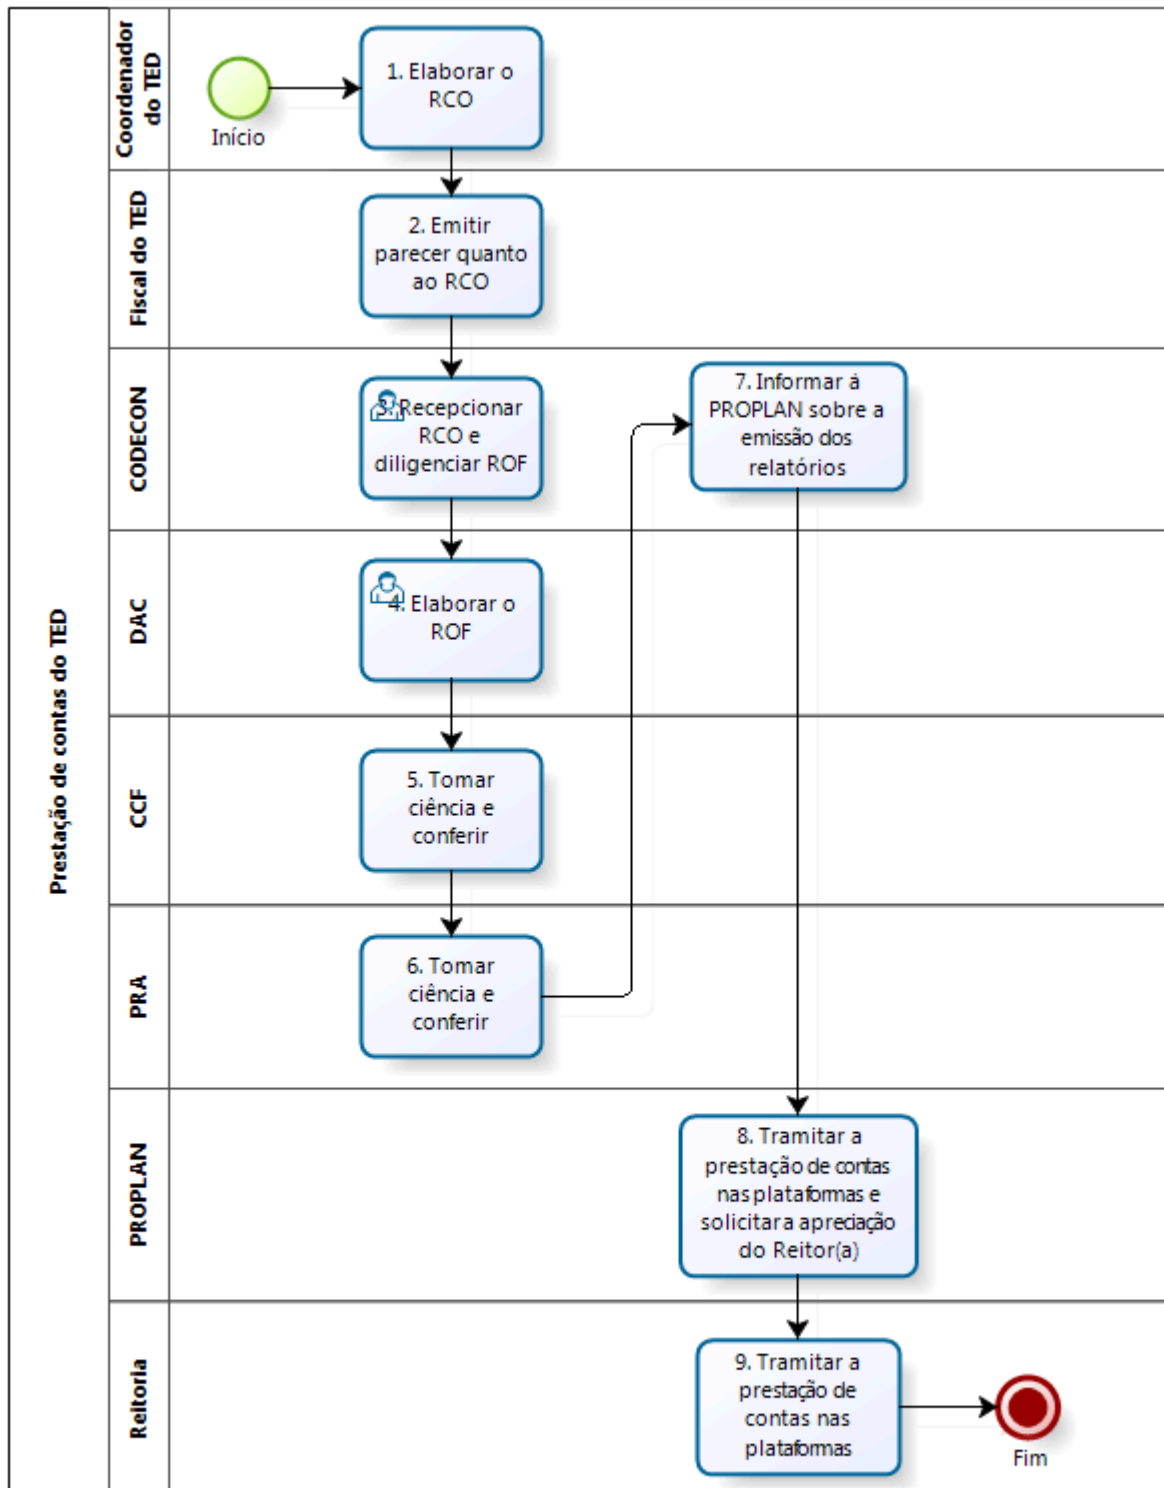 Prestação de contas do TED
Coordenador
do TED
Início
1. Elaborar o
RCO
Fiscal do TED
2. Emitir
parecer quanto
ao RCO
CODECON
3. Recepcionar
RCO e
diligenciar ROF
7. Informar à
PROPLAN sobre a
emissão dos
relatórios
DAC
4. Elaborar o
ROF
CCF
5. Tomar
ciência e
conferir
PRA
6. Tomar
ciência e
conferir
PROPLAN
8. Tramitar a
prestação de contas
nas plataformas e
solicitar a apreciação
do Reitor(a)
Reitoria
9. Tramitar a
prestação de
contas nas
plataformas
Fim